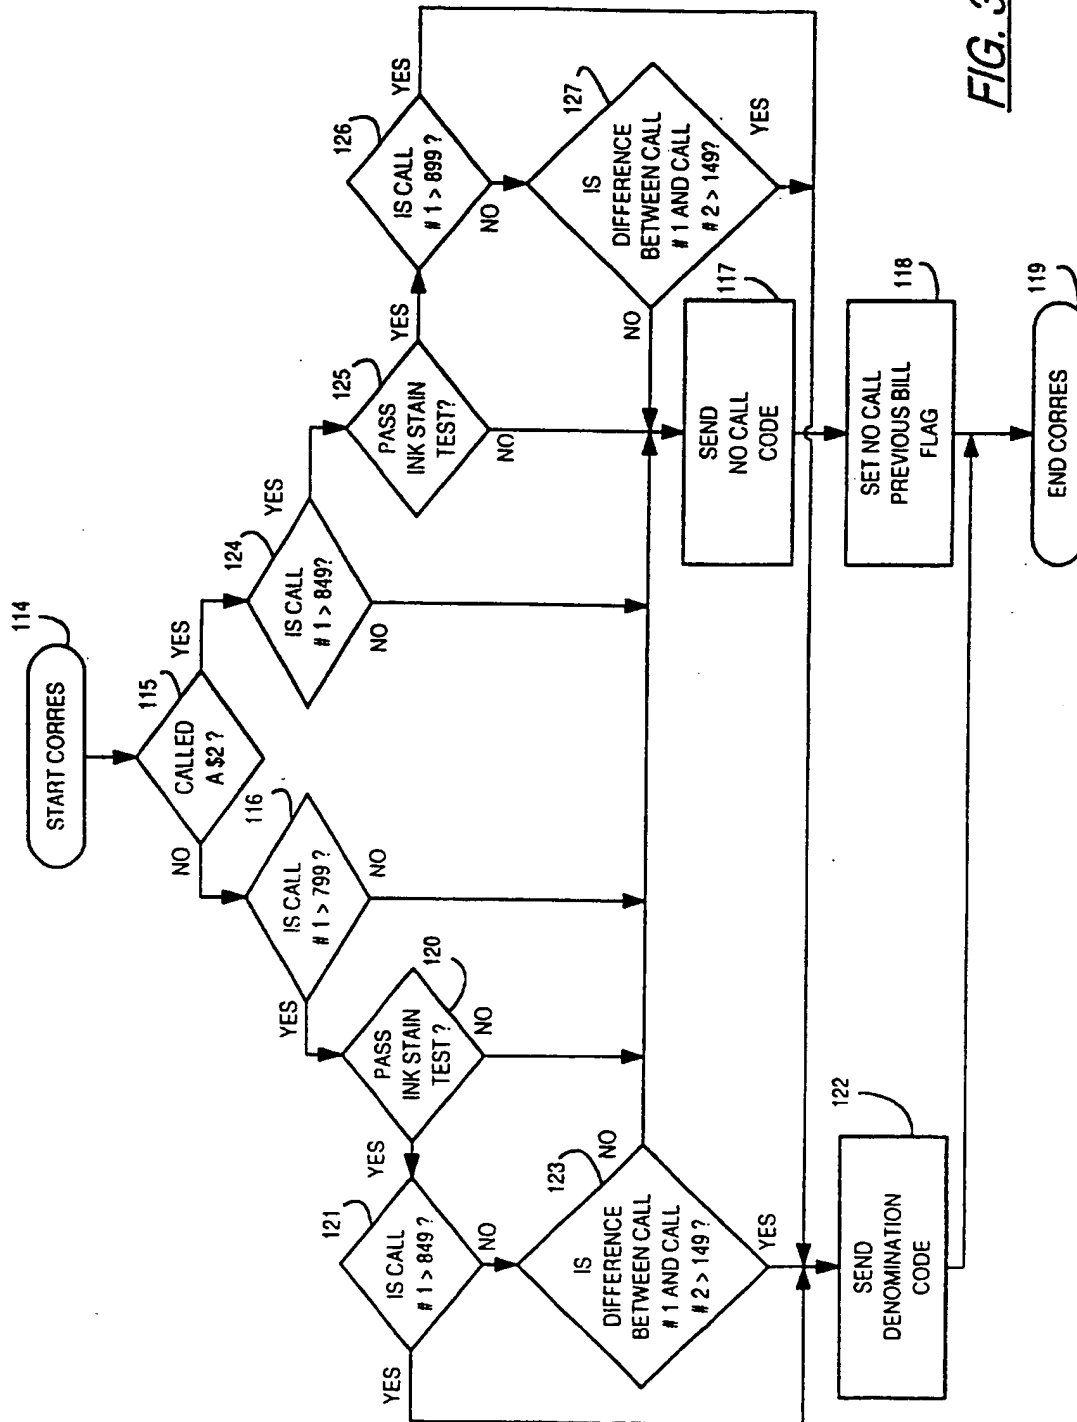 START CORRES
114
CALLED
A $2 ?
115
NO
YES
IS CALL
# 1 > 799 ?
116
YES
NO
IS CALL
# 1 > 849?
124
YES
NO
PASS
INK STAIN
TEST ?
120
YES
NO
PASS
INK STAIN
TEST?
125
YES
NO
IS CALL
# 1 > 849 ?
121
YES
NO
IS CALL
# 1 > 899 ?
126
YES
NO
IS
DIFFERENCE
BETWEEN CALL
# 1 AND CALL
# 2 > 149 ?
123
NO
YES
IS
DIFFERENCE
BETWEEN CALL
# 1 AND CALL
# 2 > 149?
127
NO
YES
SEND
NO CALL
CODE
117
SEND
DENOMINATION
CODE
122
SET NO CALL
PREVIOUS BILL
FLAG
118
END CORRES
119
FIG. 3